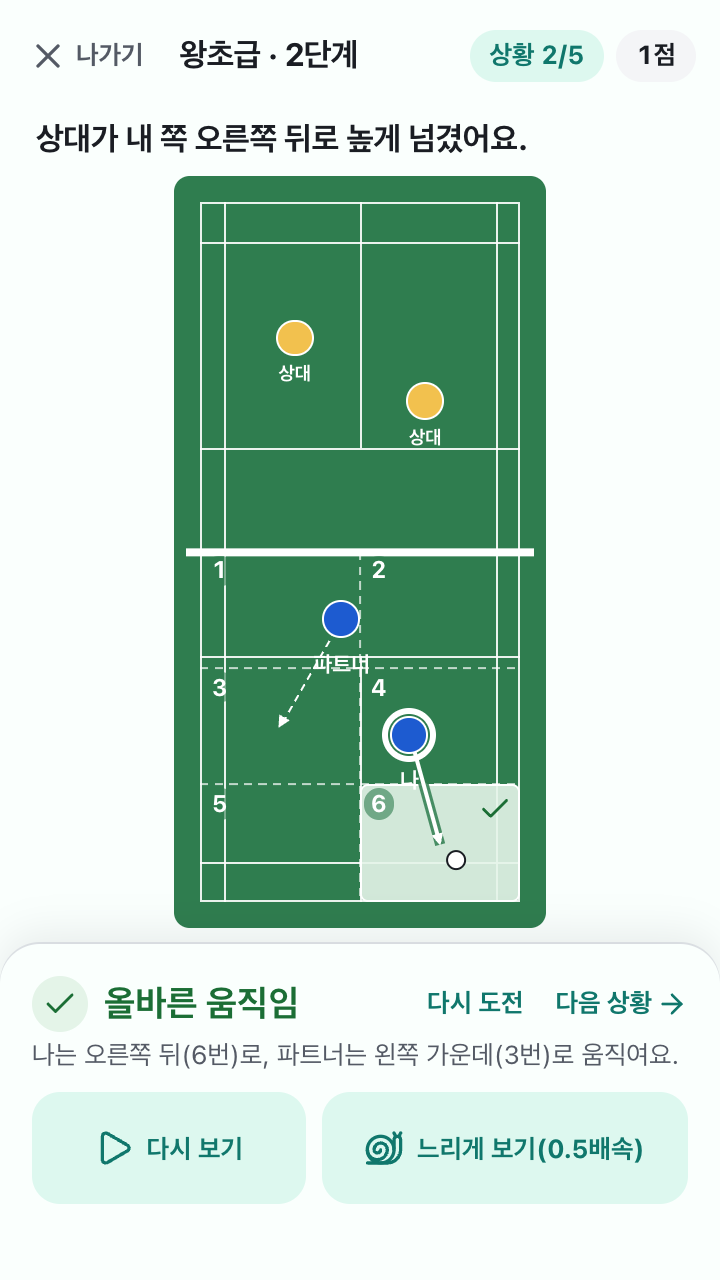 나가기
왕초급 · 2단계
상황 2/5
1점
상대가 내 쪽 오른쪽 뒤로 높게 넘겼어요.
상대
상대
1
2
파트너
3
4
나
5
6
올바른 움직임
다시 도전
다음 상황
나는 오른쪽 뒤(6번)로, 파트너는 왼쪽 가운데(3번)로 움직여요.
다시 보기
느리게 보기(0.5배속)